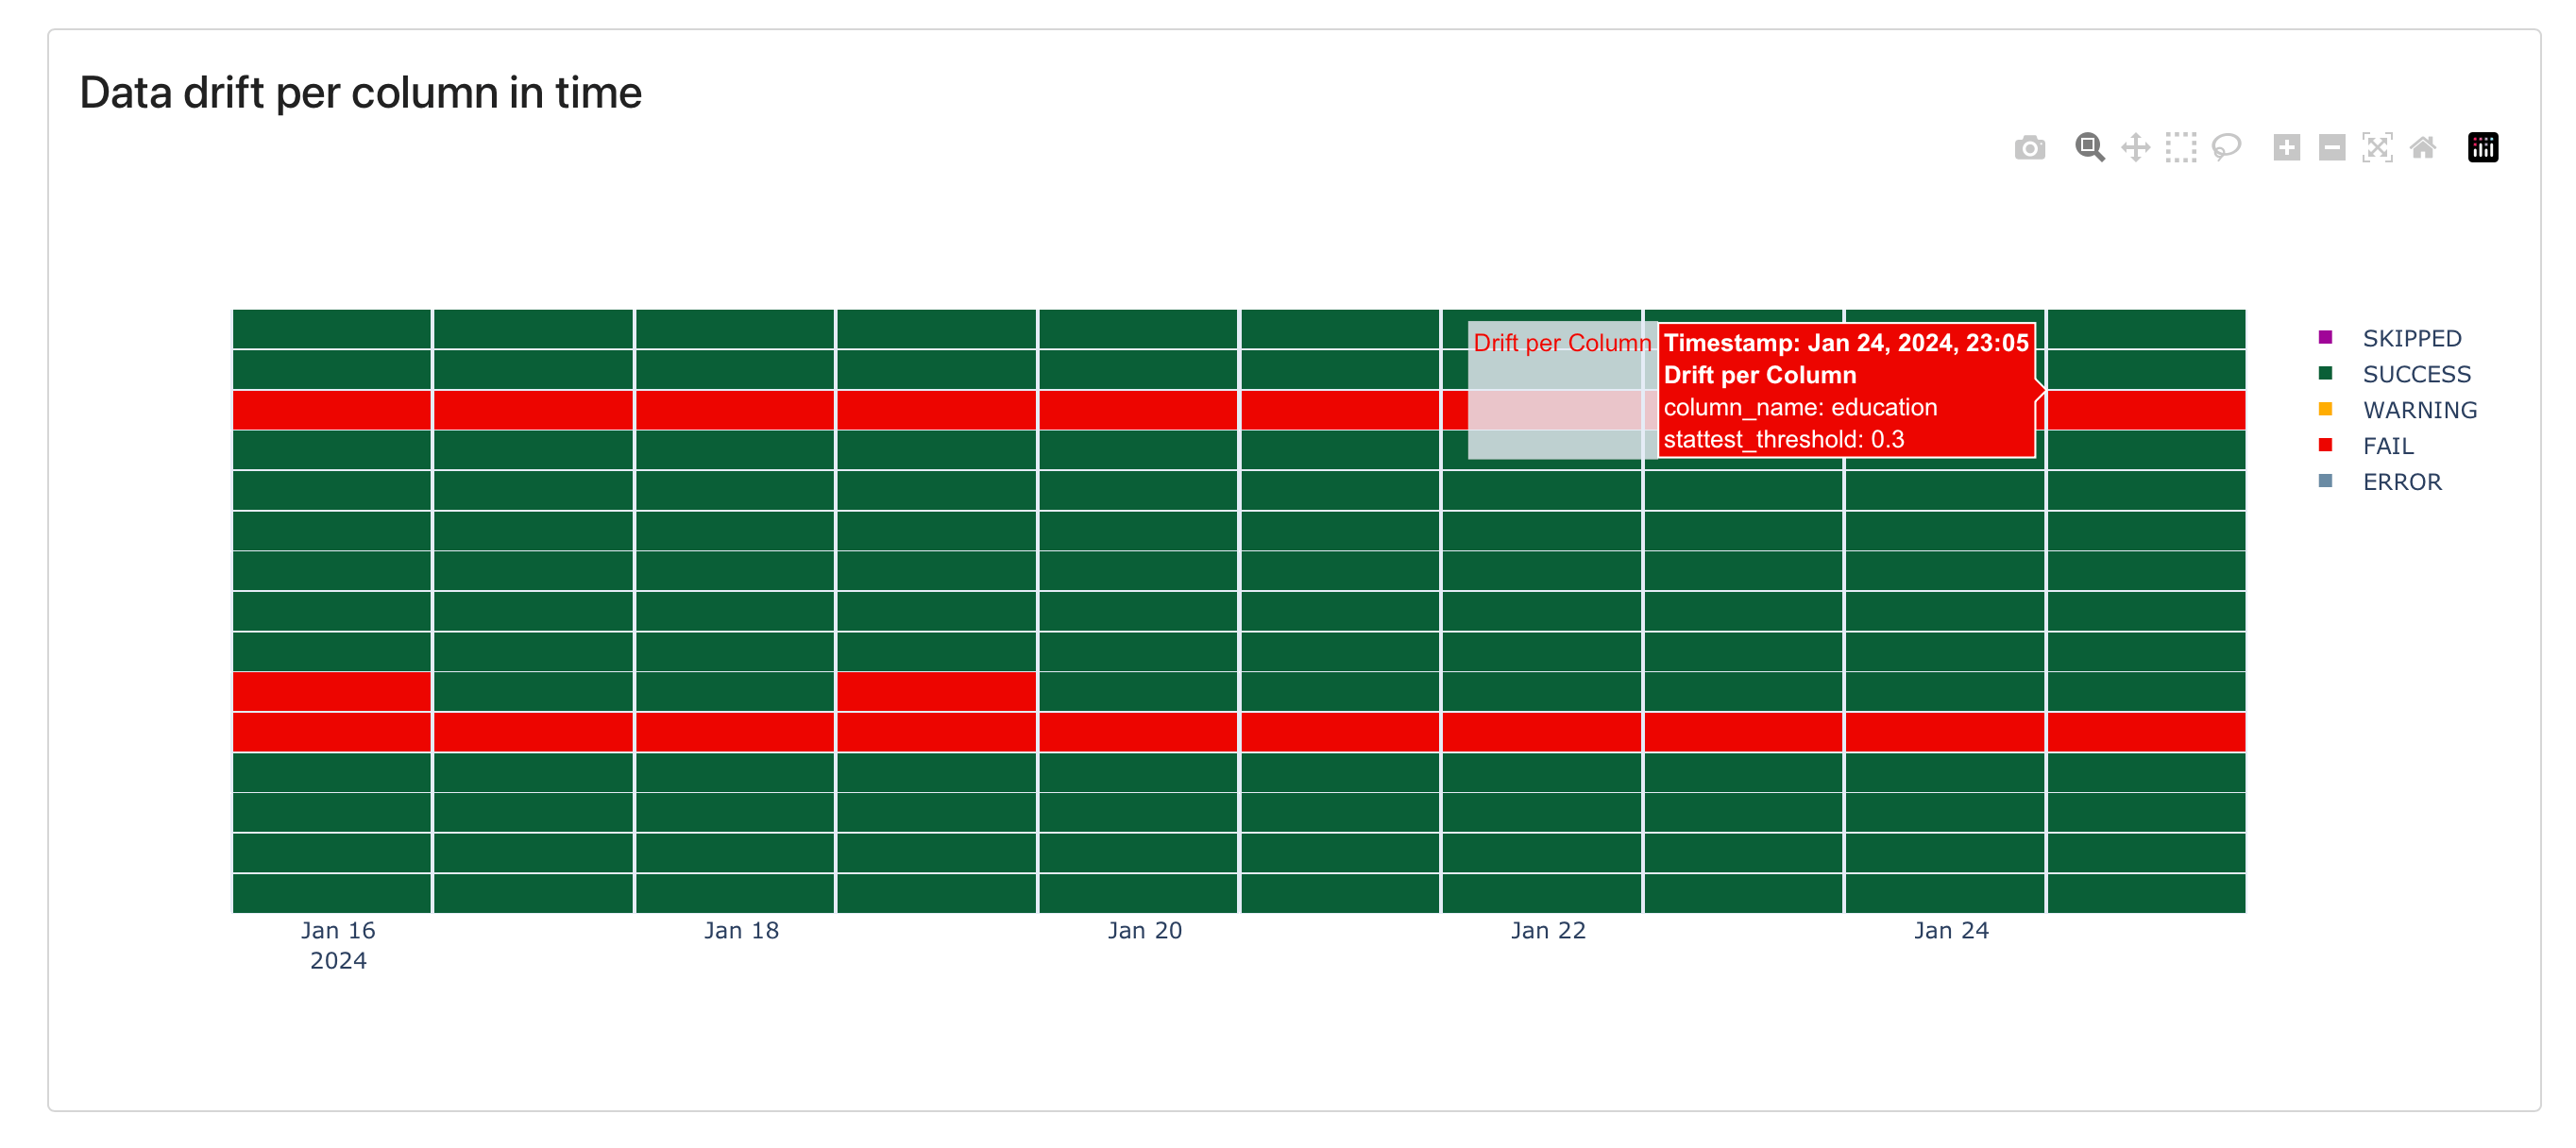 Data drift per column in time
Drift per Column
Timestamp: Jan 24, 2024, 23:05
Drift per Column
column_name: education
stattest_threshold: 0.3
SKIPPED
SUCCESS
WARNING
FAIL
ERROR
Jan 16
2024
Jan 18
Jan 20
Jan 22
Jan 24